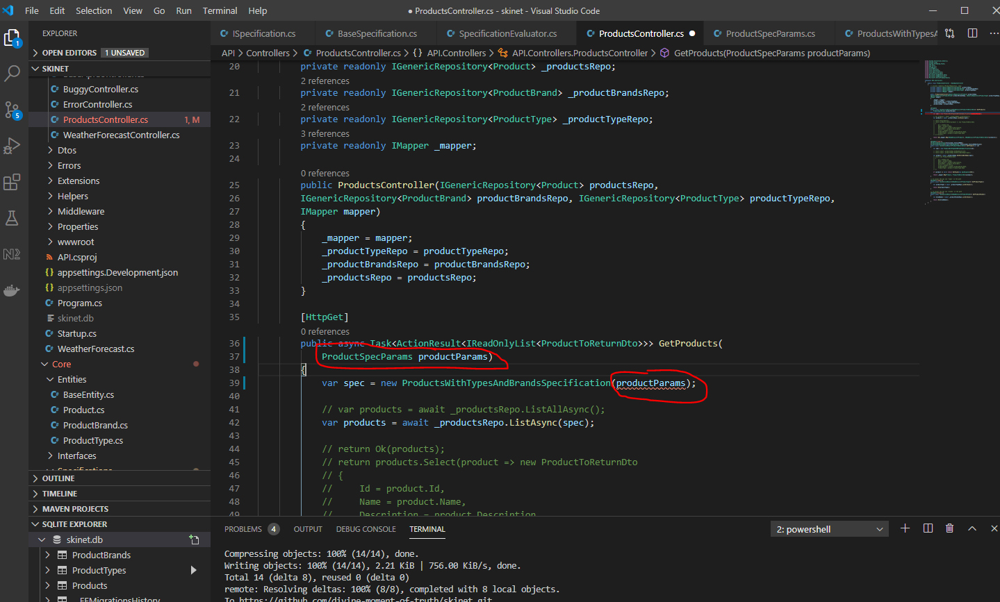 File Edit Selection View Go Run Terminal Help ● ProductsController.cs - skinet - Visual Studio Code
EXPLORER
OPEN EDITORS 1 UNSAVED
SKINET
BuggyController.cs
ErrorController.cs
ProductsController.cs 1, M
WeatherForecastController.cs
Dtos
Errors
Extensions
Helpers
Middleware
Properties
wwwroot
API.csproj
appsettings.Development.json
appsettings.json
Program.cs
skinet.db
Startup.cs
WeatherForecast.cs
Core
Entities
BaseEntity.cs
Product.cs
ProductBrand.cs
ProductType.cs
Interfaces
Specifications
OUTLINE
TIMELINE
MAVEN PROJECTS
SQLITE EXPLORER
skinet.db
ProductBrands
ProductTypes
Products
__EFMigrationsHistory
1
5
ISpecification.cs BaseSpecification.cs SpecificationEvaluator.cs ProductsController.cs ● ProductSpecParams.cs ProductsWithTypesA
API > Controllers > ProductsController.cs > {} API.Controllers > API.Controllers.ProductsController > GetProducts(ProductSpecParams productParams)
20 private readonly IGenericRepository<Product> _productsRepo;
2 references
21 private readonly IGenericRepository<ProductBrand> _productBrandsRepo;
2 references
22 private readonly IGenericRepository<ProductType> _productTypeRepo;
3 references
23 private readonly IMapper _mapper;
24
0 references
25 public ProductsController(IGenericRepository<Product> productsRepo,
26 IGenericRepository<ProductBrand> productBrandsRepo, IGenericRepository<ProductType> productTypeRepo,
27 IMapper mapper)
28 {
29 _mapper = mapper;
30 _productTypeRepo = productTypeRepo;
31 _productBrandsRepo = productBrandsRepo;
32 _productsRepo = productsRepo;
33 }
34
35 [HttpGet]
0 references
36 public async Task<ActionResult<IReadOnlyList<ProductToReturnDto>>> GetProducts(
37 ProductSpecParams productParams)
38 {
39 var spec = new ProductsWithTypesAndBrandsSpecification(productParams);
40
41 // var products = await _productsRepo.ListAllAsync();
42 var products = await _productsRepo.ListAsync(spec);
43
44 // return Ok(products);
45 // return products.Select(product => new ProductToReturnDto
46 // {
47 // Id = product.Id,
48 // Name = product.Name,
49 // Description = product.Description
PROBLEMS 4 OUTPUT DEBUG CONSOLE TERMINAL 2: powershell
Compressing objects: 100% (14/14), done.
Writing objects: 100% (14/14), 2.21 KiB | 756.00 KiB/s, done.
Total 14 (delta 8), reused 0 (delta 0)
remote: Resolving deltas: 100% (8/8), completed with 8 local objects.
To https://github.com/divine-moment-of-truth/skinet.git